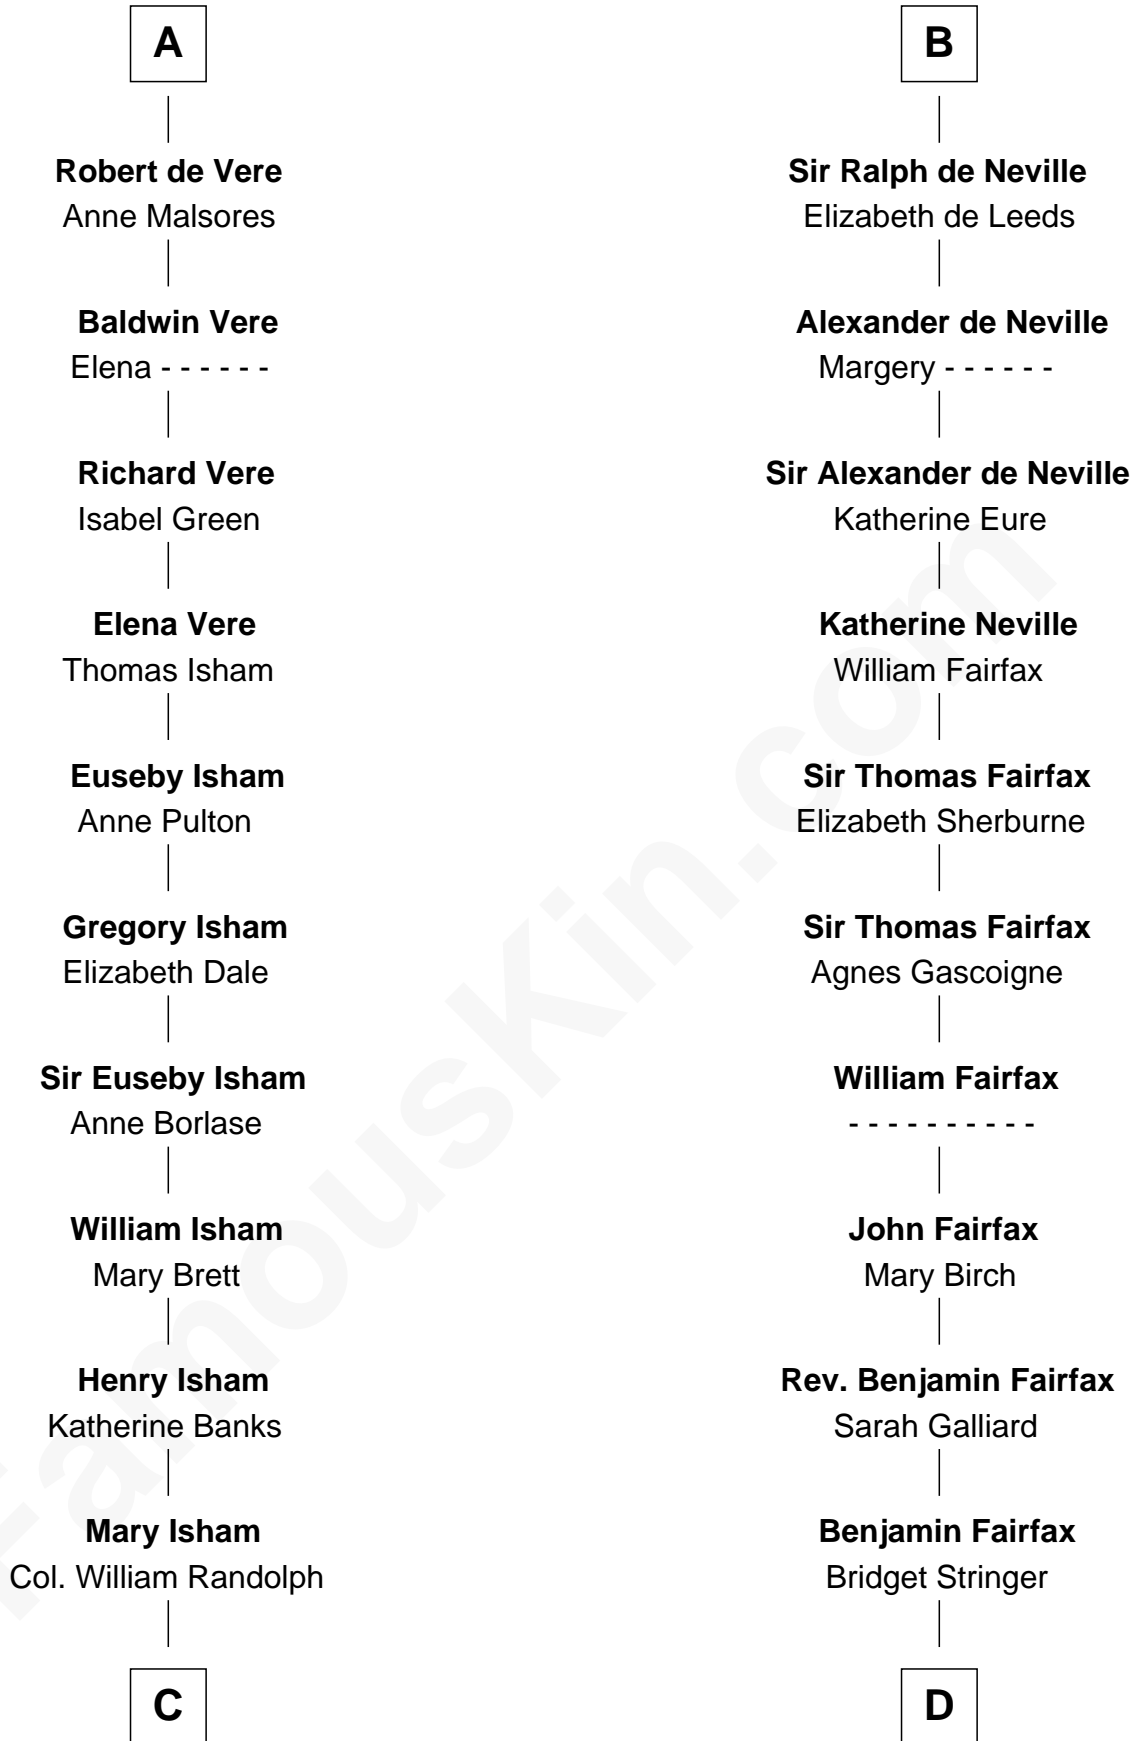 A
Robert de Vere
Anne Malsores
Baldwin Vere
Elena - - - - - -
Richard Vere
Isabel Green
Elena Vere
Thomas Isham
Euseby Isham
Anne Pulton
Gregory Isham
Elizabeth Dale
Sir Euseby Isham
Anne Borlase
William Isham
Mary Brett
Henry Isham
Katherine Banks
Mary Isham
Col. William Randolph
C
B
Sir Ralph de Neville
Elizabeth de Leeds
Alexander de Neville
Margery - - - - - -
Sir Alexander de Neville
Katherine Eure
Katherine Neville
William Fairfax
Sir Thomas Fairfax
Elizabeth Sherburne
Sir Thomas Fairfax
Agnes Gascoigne
William Fairfax
- - - - - - - - - -
John Fairfax
Mary Birch
Rev. Benjamin Fairfax
Sarah Galliard
Benjamin Fairfax
Bridget Stringer
D
FamousKin.com